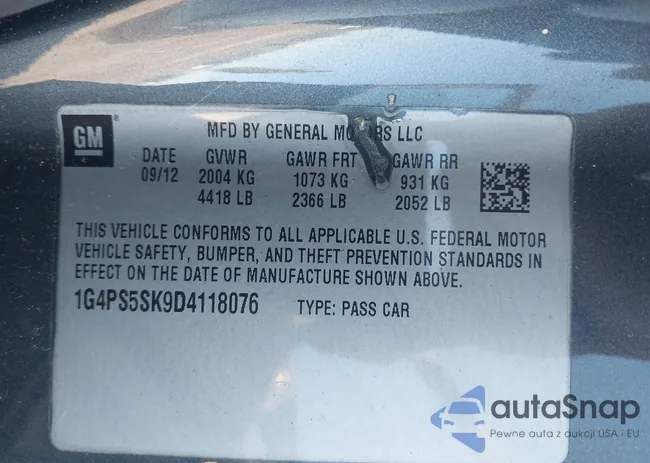 GM
®
MFD BY GENERAL MOTORS LLC
DATE GVWR GAWR FRT GAWR RR
09/12 2004 KG 1073 KG 931 KG
4418 LB 2366 LB 2052 LB
THIS VEHICLE CONFORMS TO ALL APPLICABLE U.S. FEDERAL MOTOR
VEHICLE SAFETY, BUMPER, AND THEFT PREVENTION STANDARDS IN
EFFECT ON THE DATE OF MANUFACTURE SHOWN ABOVE.
1G4PS5SK9D4118076 TYPE: PASS CAR
autaSnap
Pewne auta z aukcji USA i EU